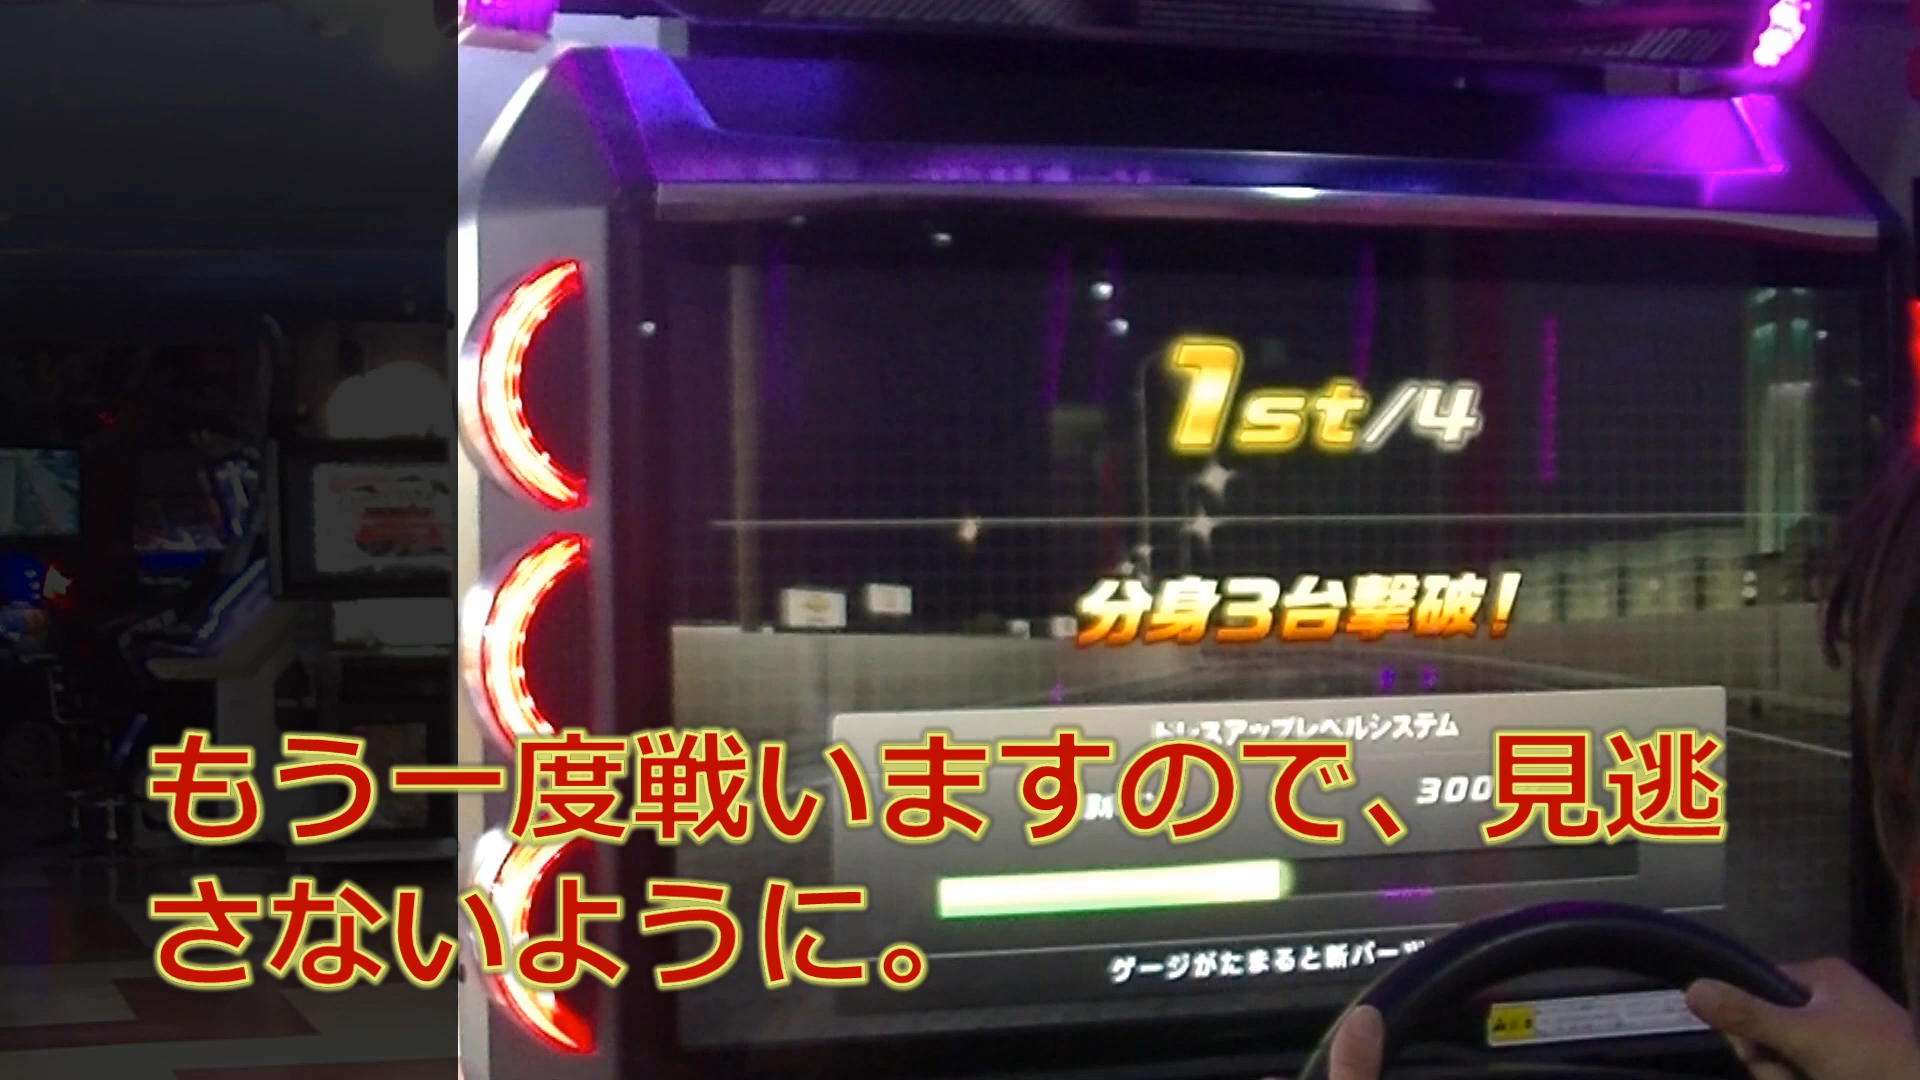 1st/4
分身3台撃破!
ドレスアップレベルシステム
300
もう一度戦いますので、見逃
さないように。
ゲージがたまると新パーツ